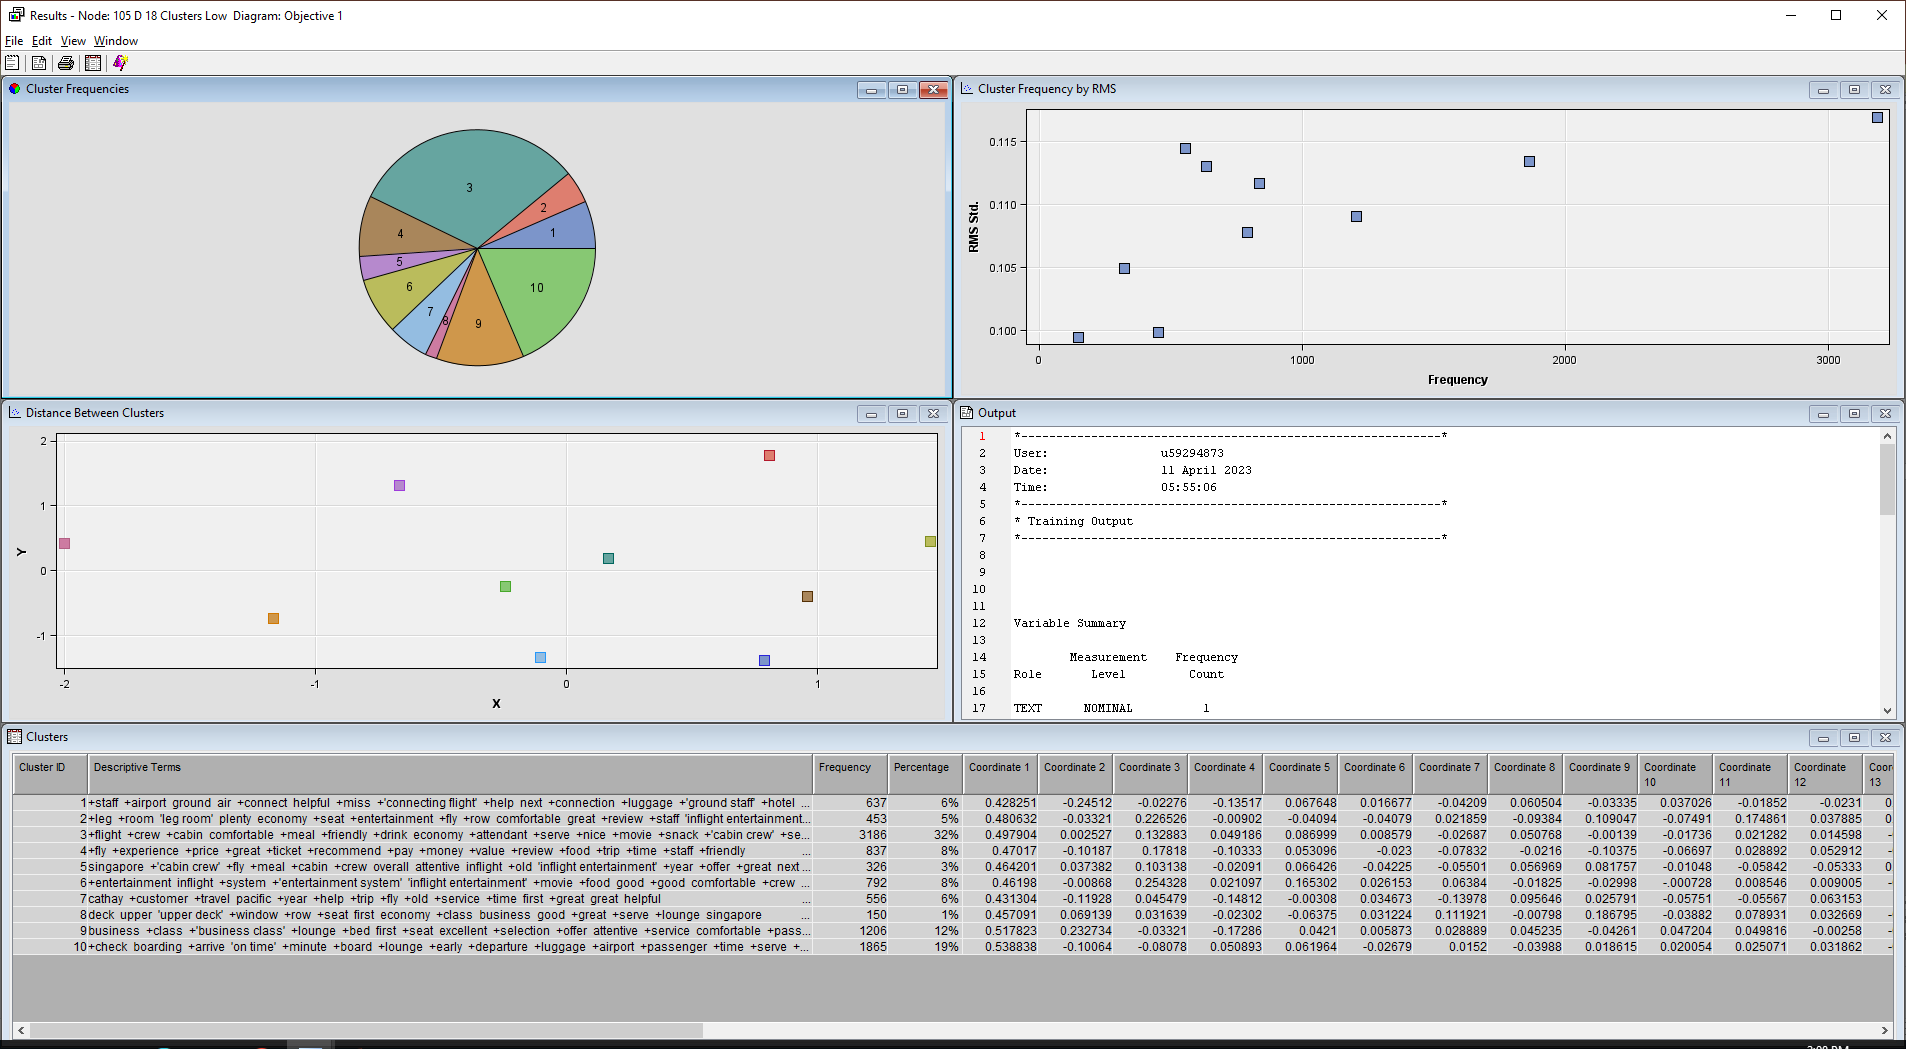 Results - Node: 105 D 18 Clusters Low  Diagram: Objective 1
File Edit View Window
Cluster Frequencies
1
2
3
4
5
6
7
8
9
10
Cluster Frequency by RMS
RMS Std.
0.115
0.110
0.105
0.100
0 1000 2000 3000
Frequency
Distance Between Clusters
Y
2
1
0
-1
-2 -1 0 1
X
Output
1 *------------------------------------------------------------*
2 User: u59294873
3 Date: 11 April 2023
4 Time: 05:55:06
5 *------------------------------------------------------------*
6 * Training Output
7 *------------------------------------------------------------*
8
9
10
11
12 Variable Summary
13
14 Measurement Frequency
15 Role Level Count
16
17 TEXT NOMINAL 1
Clusters
Cluster ID Descriptive Terms Frequency Percentage Coordinate 1 Coordinate 2 Coordinate 3 Coordinate 4 Coordinate 5 Coordinate 6 Coordinate 7 Coordinate 8 Coordinate 9 Coordinate 10 Coordinate 11 Coordinate 12 Coor 13
1 +staff +airport ground air +connect helpful +miss +'connecting flight' +help next +connection +luggage +'ground staff' +hotel ... 637 6% 0.428251 -0.24512 -0.02276 -0.13517 0.067648 0.016677 -0.04209 0.060504 -0.03335 0.037026 -0.01852 -0.0231 0
2 +leg +room 'leg room' plenty economy +seat +entertainment +fly +row comfortable great +review +staff 'inflight entertainment... 453 5% 0.480632 -0.03321 0.226526 -0.00902 -0.04094 -0.04079 0.021859 -0.09384 0.109047 -0.07491 0.174861 0.037885 0
3 +flight +crew +cabin comfortable +meal +friendly +drink economy +attendant +serve +nice +movie +snack +'cabin crew' +se... 3186 32% 0.497904 0.002527 0.132883 0.049186 0.086999 0.008579 -0.02687 0.050768 -0.00139 -0.01736 0.021282 0.014598 -
4 +fly +experience +price +great +ticket +recommend +pay +money +value +review +food +trip +time +staff +friendly ... 837 8% 0.47017 -0.10187 0.17818 -0.10333 0.053096 -0.023 -0.07832 -0.0216 -0.10375 -0.06697 0.028892 0.052912 -
5 singapore +'cabin crew' +fly +meal +cabin +crew overall attentive inflight +old 'inflight entertainment' +year +offer +great next ... 326 3% 0.464201 0.037382 0.103138 -0.02091 0.066426 -0.04225 -0.05501 0.056969 0.081757 -0.01048 -0.05842 -0.05333 0
6 +entertainment inflight +system +'entertainment system' 'inflight entertainment' +movie +food good +good comfortable +crew ... 792 8% 0.46198 -0.00868 0.254328 0.021097 0.165302 0.026153 0.06384 -0.01825 -0.02998 -.000728 0.008546 0.009005 -
7 cathay +customer +travel pacific +year +help +trip +fly +old +service +time first +great great helpful ... 556 6% 0.431304 -0.11928 0.045479 -0.14812 -0.00308 0.034673 -0.13978 0.095646 0.025791 -0.05751 -0.05567 0.063153
8 deck upper 'upper deck' +window +row +seat first economy +class business good +great +serve +lounge singapore ... 150 1% 0.457091 0.069139 0.031639 -0.02302 -0.06375 0.031224 0.111921 -0.00798 0.186795 -0.03882 0.078931 0.032669 -
9 business +class +'business class' +lounge +bed first +seat excellent +selection +offer attentive +service comfortable +pass... 1206 12% 0.517823 0.232734 -0.03321 -0.17286 0.0421 0.005873 0.028889 0.045235 -0.04261 0.047204 0.049816 -0.00258 -
10 +check boarding +arrive 'on time' +minute +board +lounge +early +departure +luggage +airport +passenger +time +serve +... 1865 19% 0.538838 -0.10064 -0.08078 0.050893 0.061964 -0.02679 0.0152 -0.03988 0.018615 0.020054 0.025071 0.031862 -